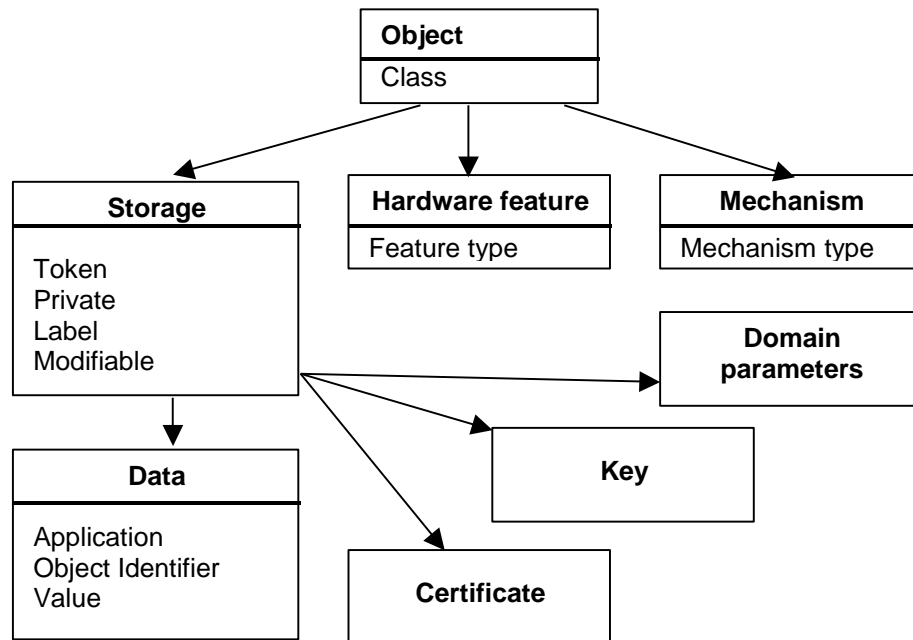 Object
Class
Storage
Token
Private
Label
Modifiable
Hardware feature
Feature type
Mechanism
Mechanism type
Domain
parameters
Key
Data
Application
Object Identifier
Value
Certificate